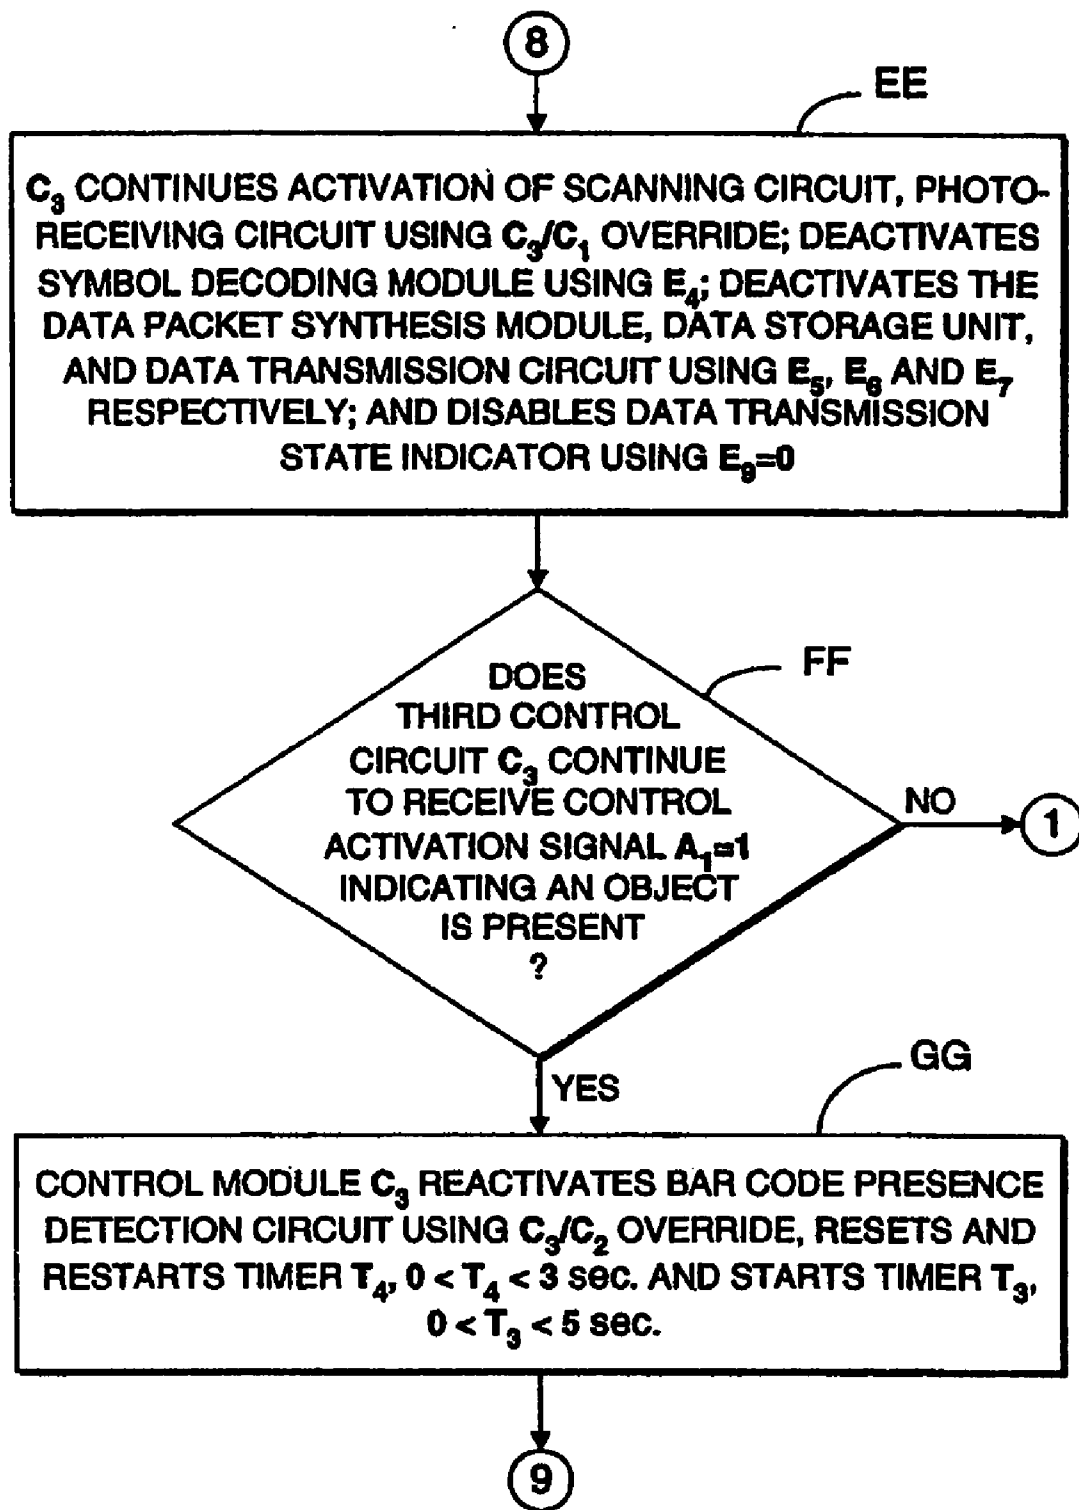 8
EE
C₃ CONTINUES ACTIVATION OF SCANNING CIRCUIT, PHOTO-
RECEIVING CIRCUIT USING C₃/C₁ OVERRIDE; DEACTIVATES
SYMBOL DECODING MODULE USING E₄; DEACTIVATES THE
DATA PACKET SYNTHESIS MODULE, DATA STORAGE UNIT,
AND DATA TRANSMISSION CIRCUIT USING E₅, E₆ AND E₇
RESPECTIVELY; AND DISABLES DATA TRANSMISSION
STATE INDICATOR USING E₉=0
FF
DOES
THIRD CONTROL
CIRCUIT C₃ CONTINUE
TO RECEIVE CONTROL
ACTIVATION SIGNAL A₁=1
INDICATING AN OBJECT
IS PRESENT
?
NO
1
YES
GG
CONTROL MODULE C₃ REACTIVATES BAR CODE PRESENCE
DETECTION CIRCUIT USING C₃/C₂ OVERRIDE, RESETS AND
RESTARTS TIMER T₄, 0 < T₄ < 3 sec. AND STARTS TIMER T₃,
0 < T₃ < 5 sec.
9